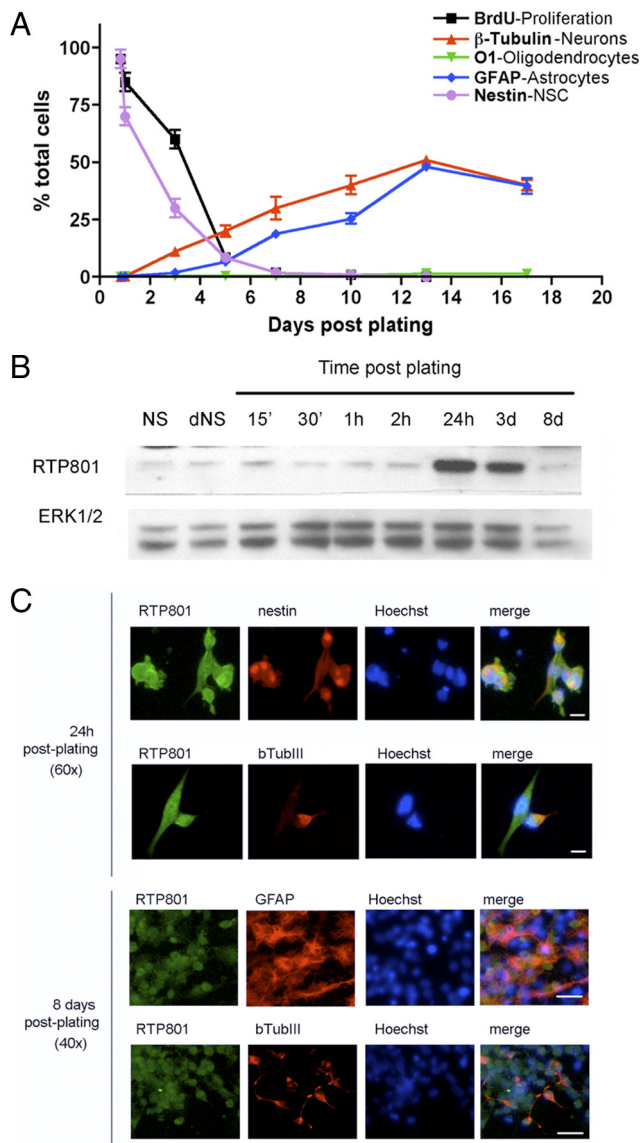 A
BrdU-Proliferation
β-Tubulin-Neurons
O1-Oligodendrocytes
GFAP-Astrocytes
Nestin-NSC
% total cells
100
75
50
25
0
0 2 4 6 8 10 12 14 16 18 20
Days post plating
B
Time post plating
NS dNS 15’ 30’ 1h 2h 24h 3d 8d
RTP801
ERK1/2
C
RTP801 nestin Hoechst merge
24h
post-plating
(60x)
RTP801 bTubIII Hoechst merge
RTP801 GFAP Hoechst merge
8 days
post-plating
(40x)
RTP801 bTubIII Hoechst merge